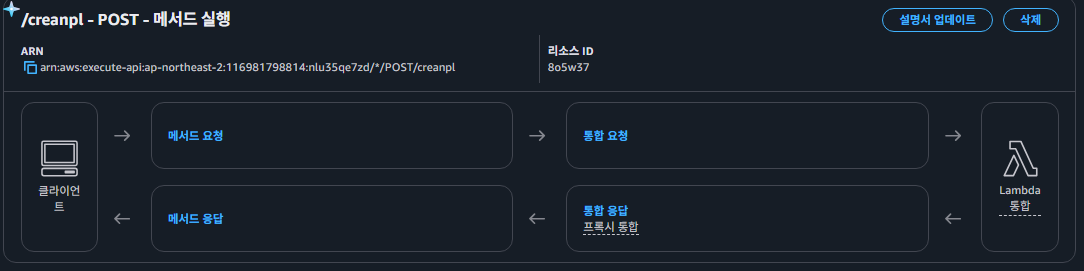 /creanpl - POST - 메서드 실행
설명서 업데이트
삭제
ARN
arn:aws:execute-api:ap-northeast-2:116981798814:nlu35qe7zd/*/POST/creanpl
리소스 ID
8o5w37
클라이언
트
메서드 요청
통합 요청
Lambda
통합
메서드 응답
통합 응답
프록시 통합